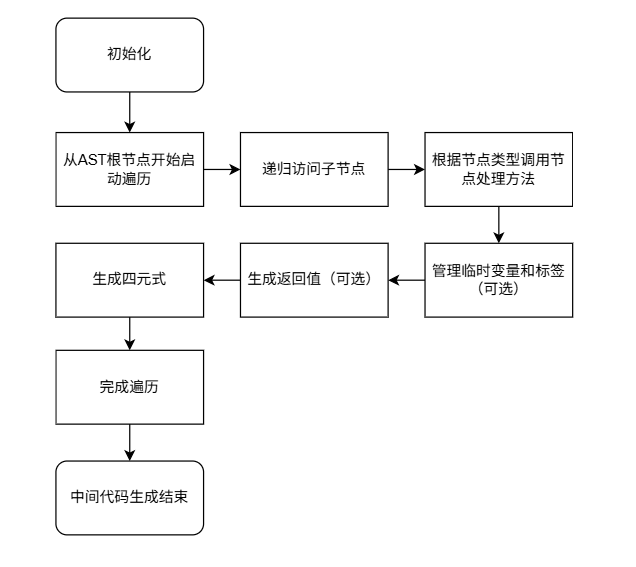 初始化
从AST根节点开始启
动遍历
递归访问子节点
根据节点类型调用节
点处理方法
管理临时变量和标签
（可选）
生成返回值（可选）
生成四元式
完成遍历
中间代码生成结束